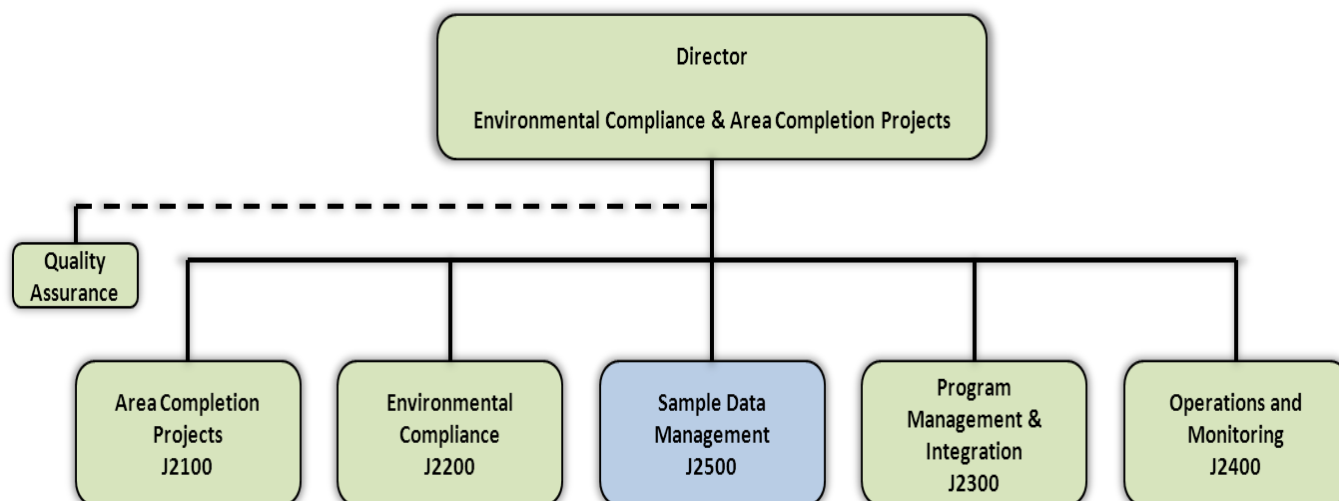 Director
Environmental Compliance & Area Completion Projects
Quality
Assurance
Area Completion
Projects
J2100
Environmental
Compliance
J2200
Sample Data
Management
J2500
Program
Management &
Integration
J2300
Operations and
Monitoring
J2400